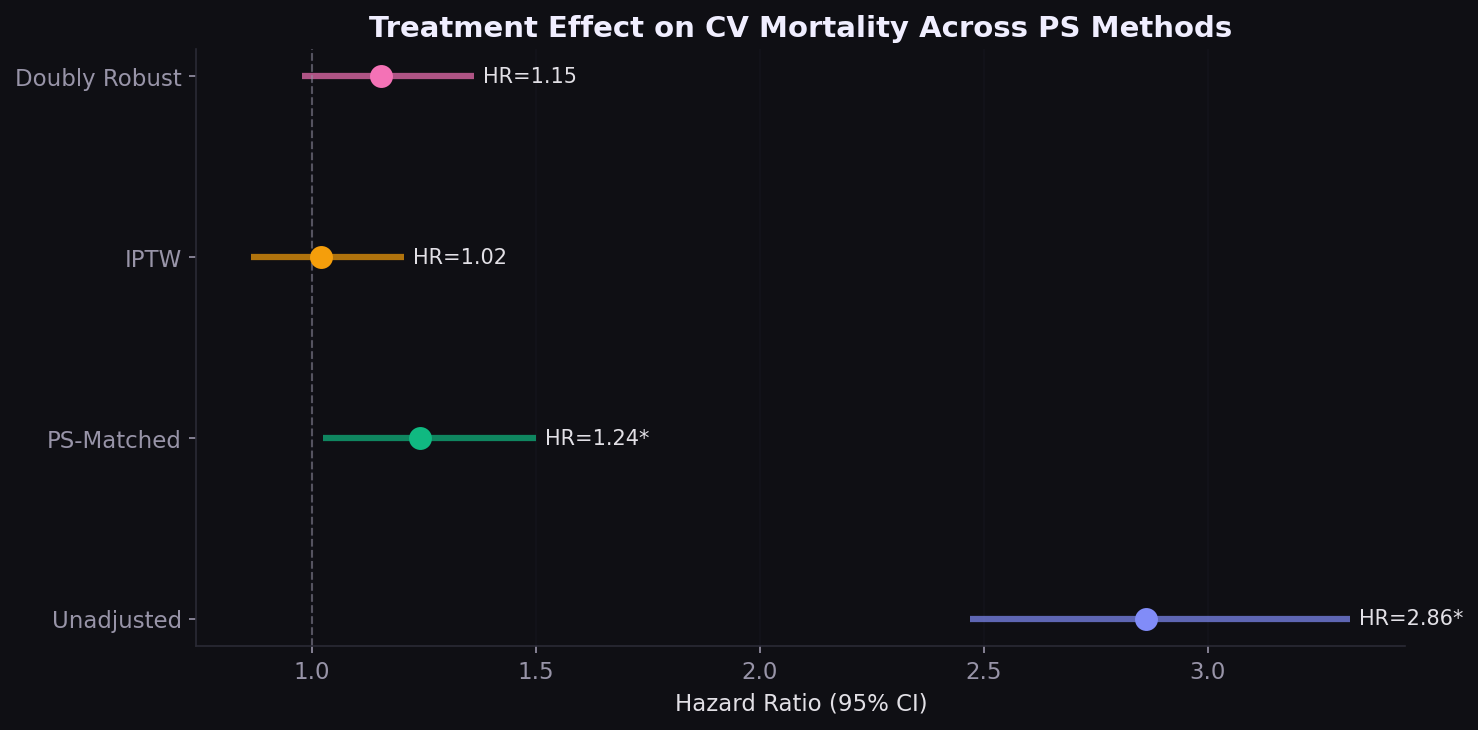 Treatment Effect on CV Mortality Across PS Methods
Doubly Robust
HR=1.15
IPTW
HR=1.02
PS-Matched
HR=1.24*
Unadjusted
HR=2.86*
1.0 1.5 2.0 2.5 3.0
Hazard Ratio (95% CI)